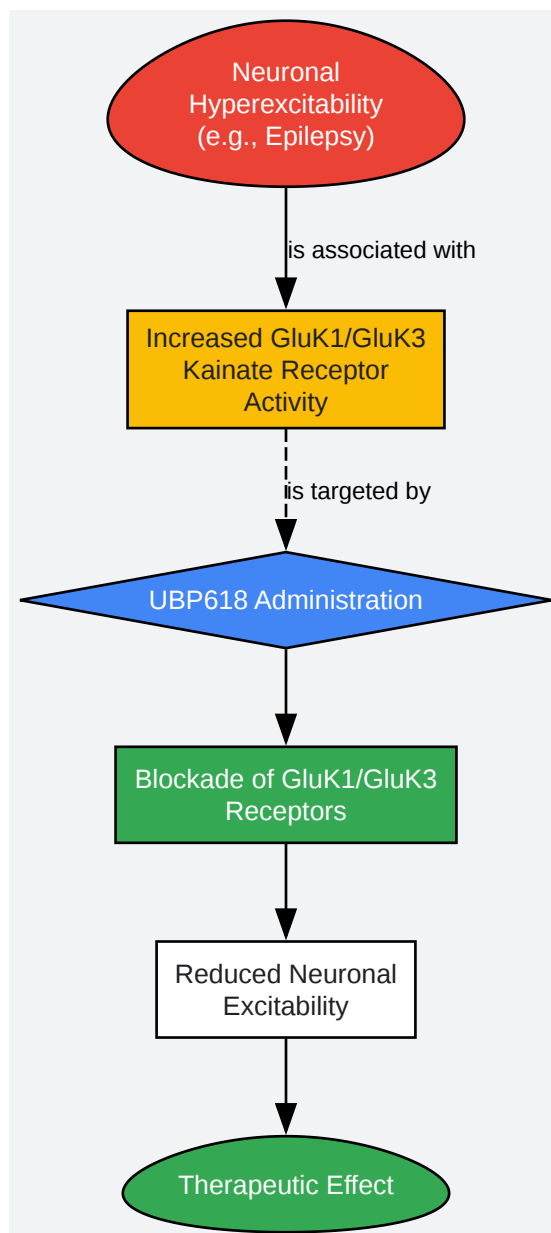 Neuronal
Hyperexcitability
(e.g., Epilepsy)
is associated with
Increased GluK1/GluK3
Kainate Receptor
Activity
is targeted by
UBP618 Administration
Blockade of GluK1/GluK3
Receptors
Reduced Neuronal
Excitability
Therapeutic Effect